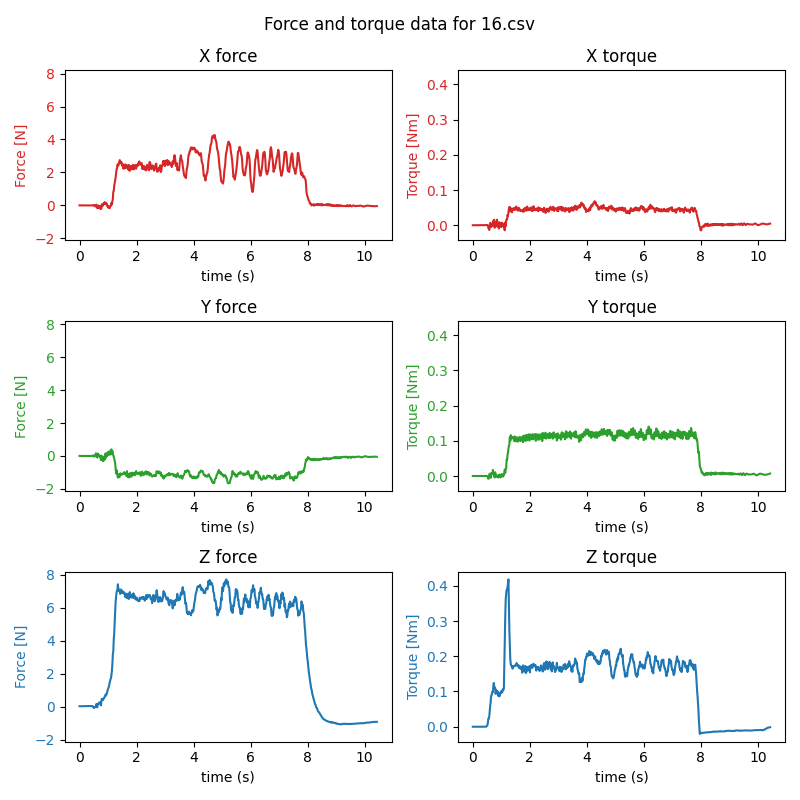 Force and torque data for 16.csv
X force
Force [N]
8
6
4
2
0
−2
0 2 4 6 8 10
time (s)
X torque
Torque [Nm]
0.4
0.3
0.2
0.1
0.0
0 2 4 6 8 10
time (s)
Y force
Force [N]
8
6
4
2
0
−2
0 2 4 6 8 10
time (s)
Y torque
Torque [Nm]
0.4
0.3
0.2
0.1
0.0
0 2 4 6 8 10
time (s)
Z force
Force [N]
8
6
4
2
0
−2
0 2 4 6 8 10
time (s)
Z torque
Torque [Nm]
0.4
0.3
0.2
0.1
0.0
0 2 4 6 8 10
time (s)